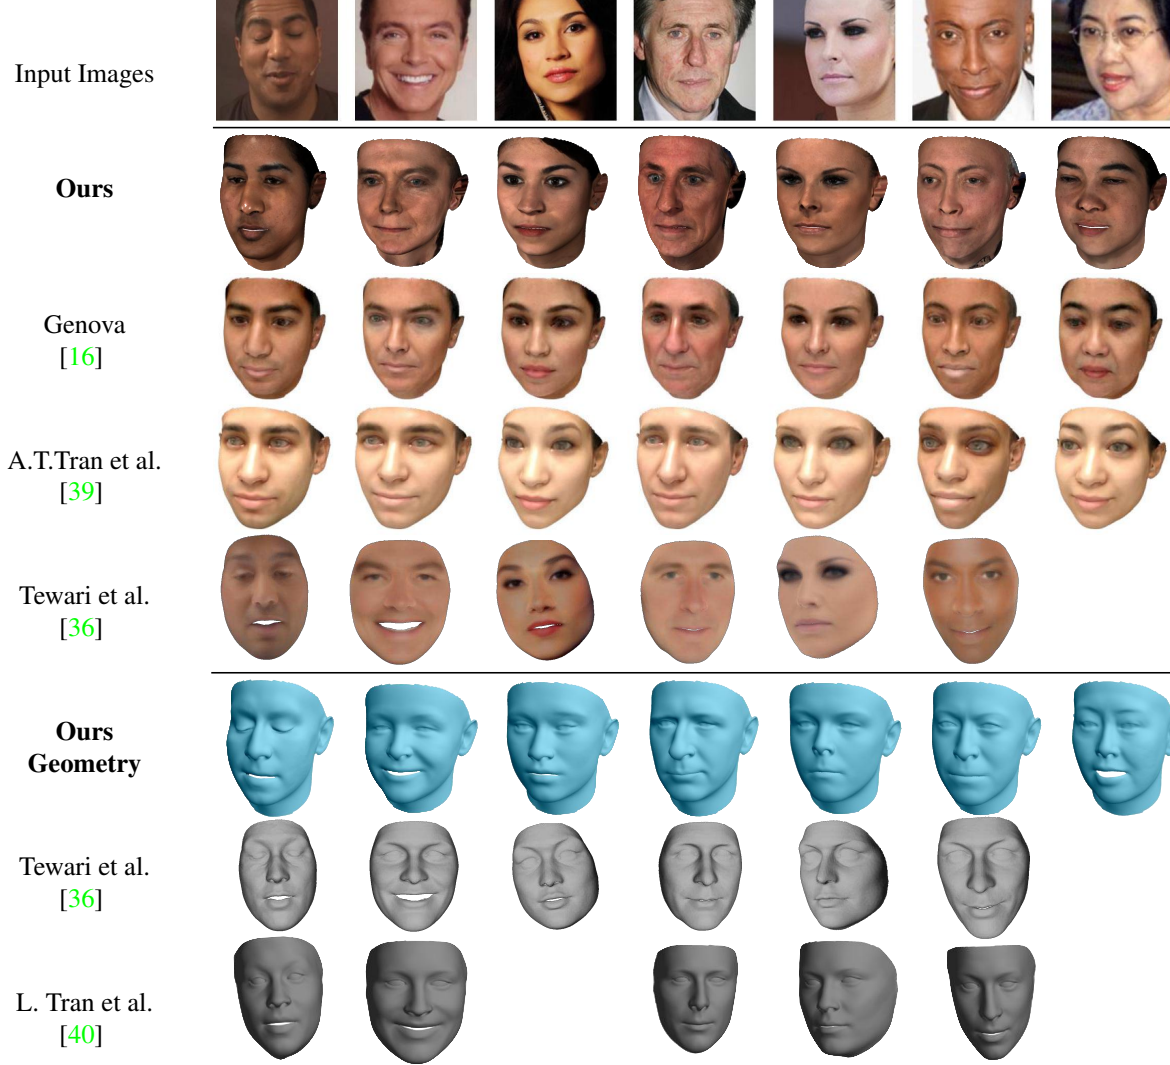 Input Images
Ours
Genova
[16]
A.T.Tran et al.
[39]
Tewari et al.
[36]
Ours
Geometry
Tewari et al.
[36]
L. Tran et al.
[40]